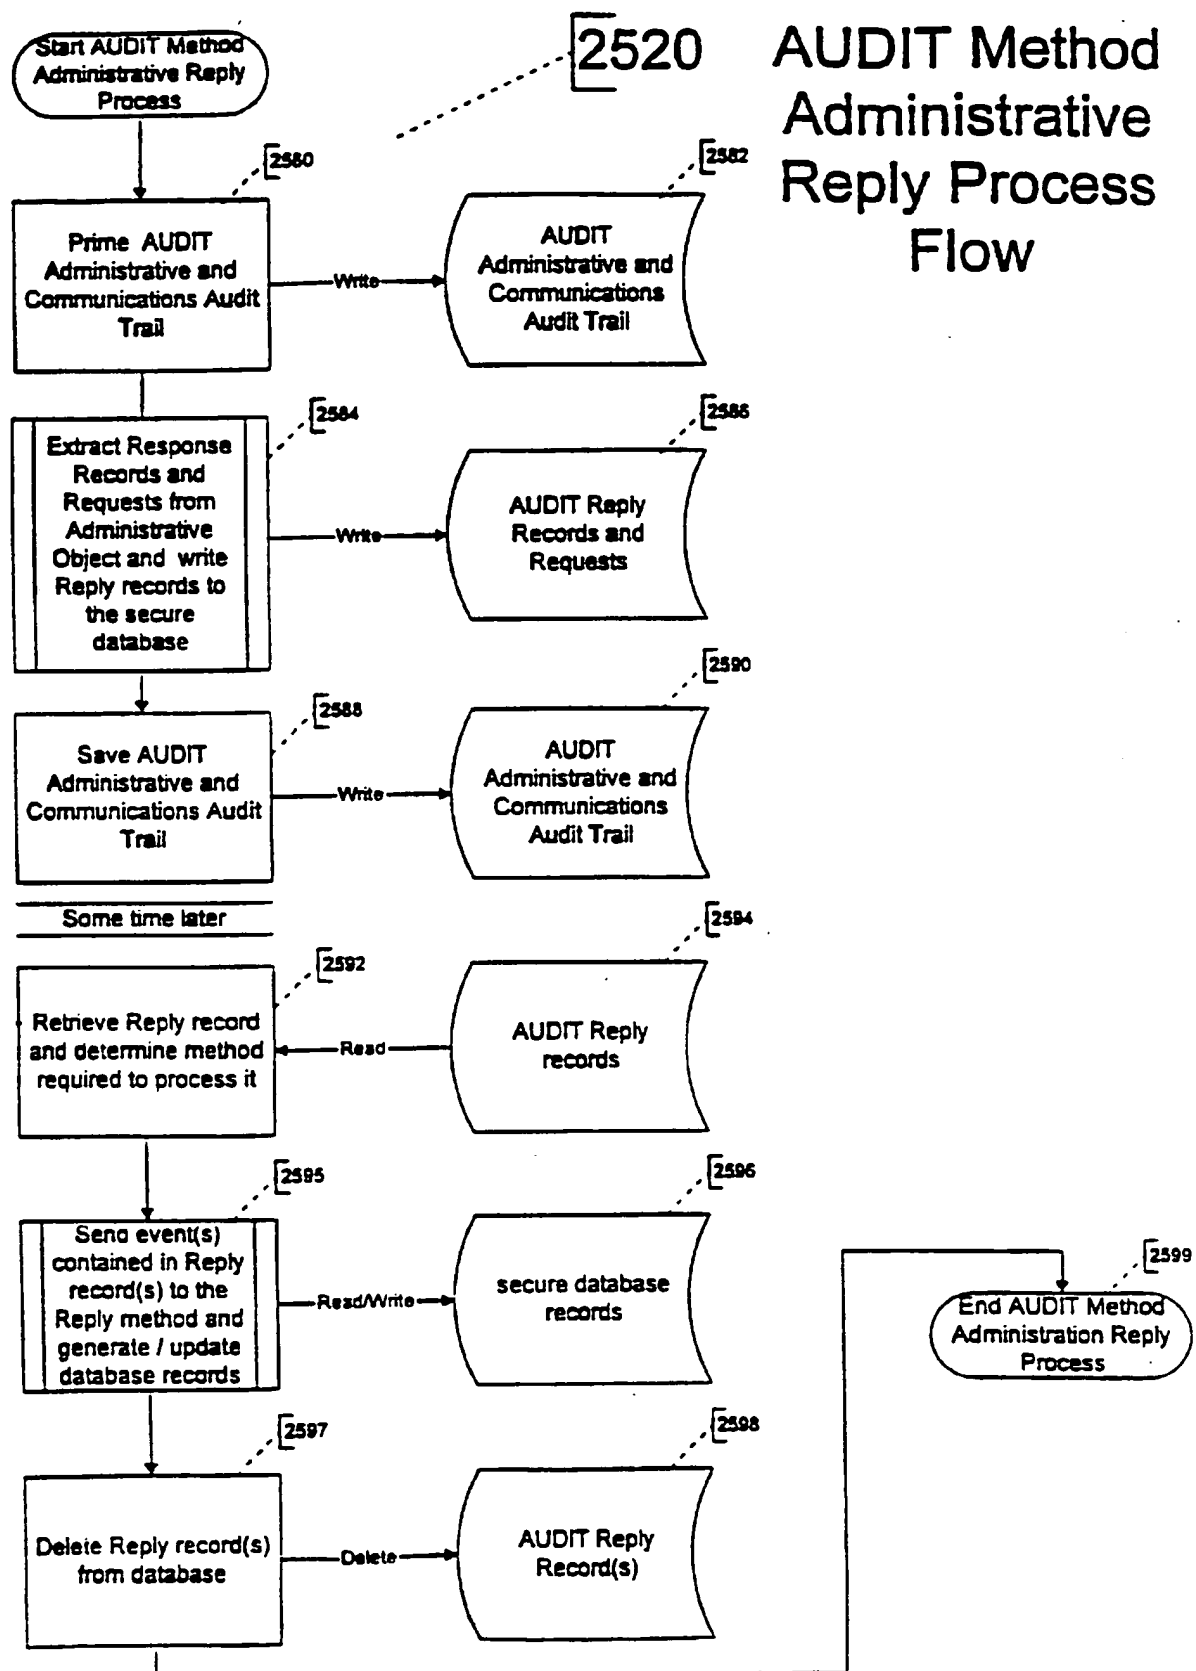 Start AUDIT Method
Administrative Reply
Process
2520
AUDIT Method
Administrative
Reply Process
Flow
2580
Prime AUDIT
Administrative and
Communications Audit
Trail
Write
2582
AUDIT
Administrative and
Communications
Audit Trail
2584
Extract Response
Records and
Requests from
Administrative
Object and write
Reply records to
the secure
database
Write
2586
AUDIT Reply
Records and
Requests
2588
Save AUDIT
Administrative and
Communications Audit
Trail
Write
2590
AUDIT
Administrative and
Communications
Audit Trail
Some time later
2592
Retrieve Reply record
and determine method
required to process it
Read
2594
AUDIT Reply
records
2595
Send event(s)
contained in Reply
record(s) to the
Reply method and
generate / update
database records
Read/Write
2596
secure database
records
2597
Delete Reply record(s)
from database
Delete
2598
AUDIT Reply
Record(s)
2599
End AUDIT Method
Administration Reply
Process